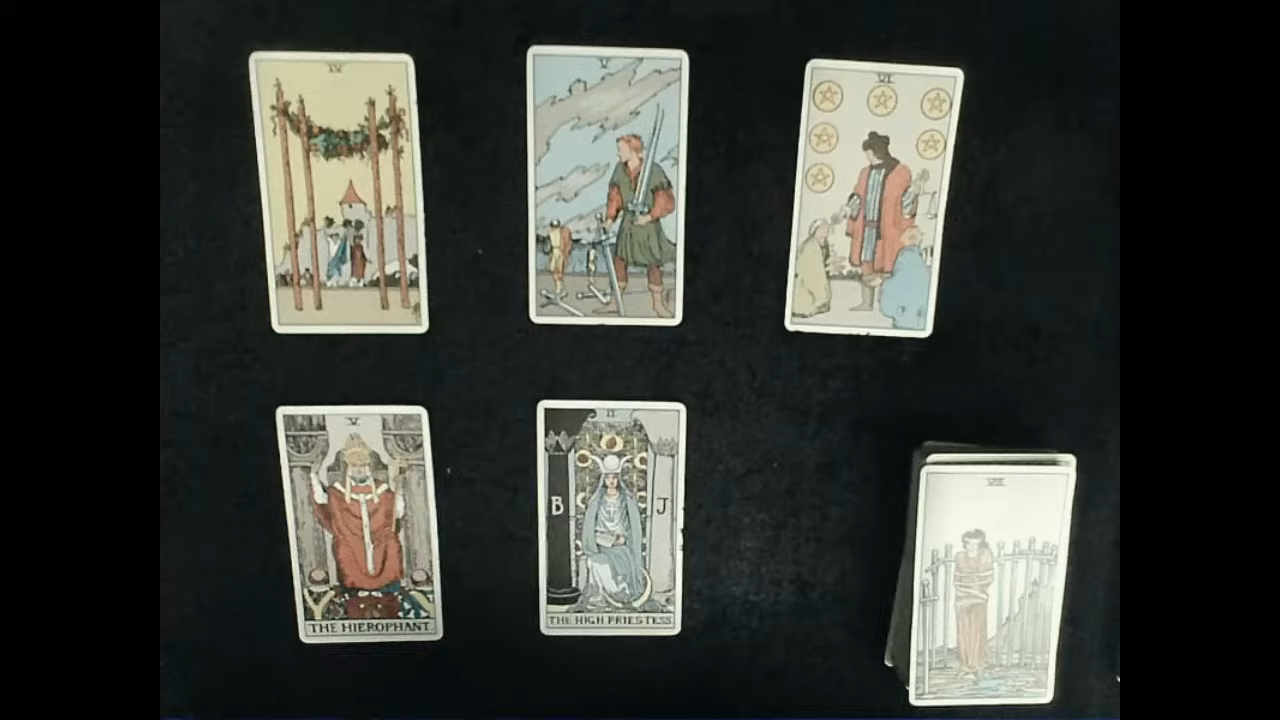 IV
V
VI
V
THE HIEROPHANT.
II
B J
THE HIGH PRIESTESS
VIII